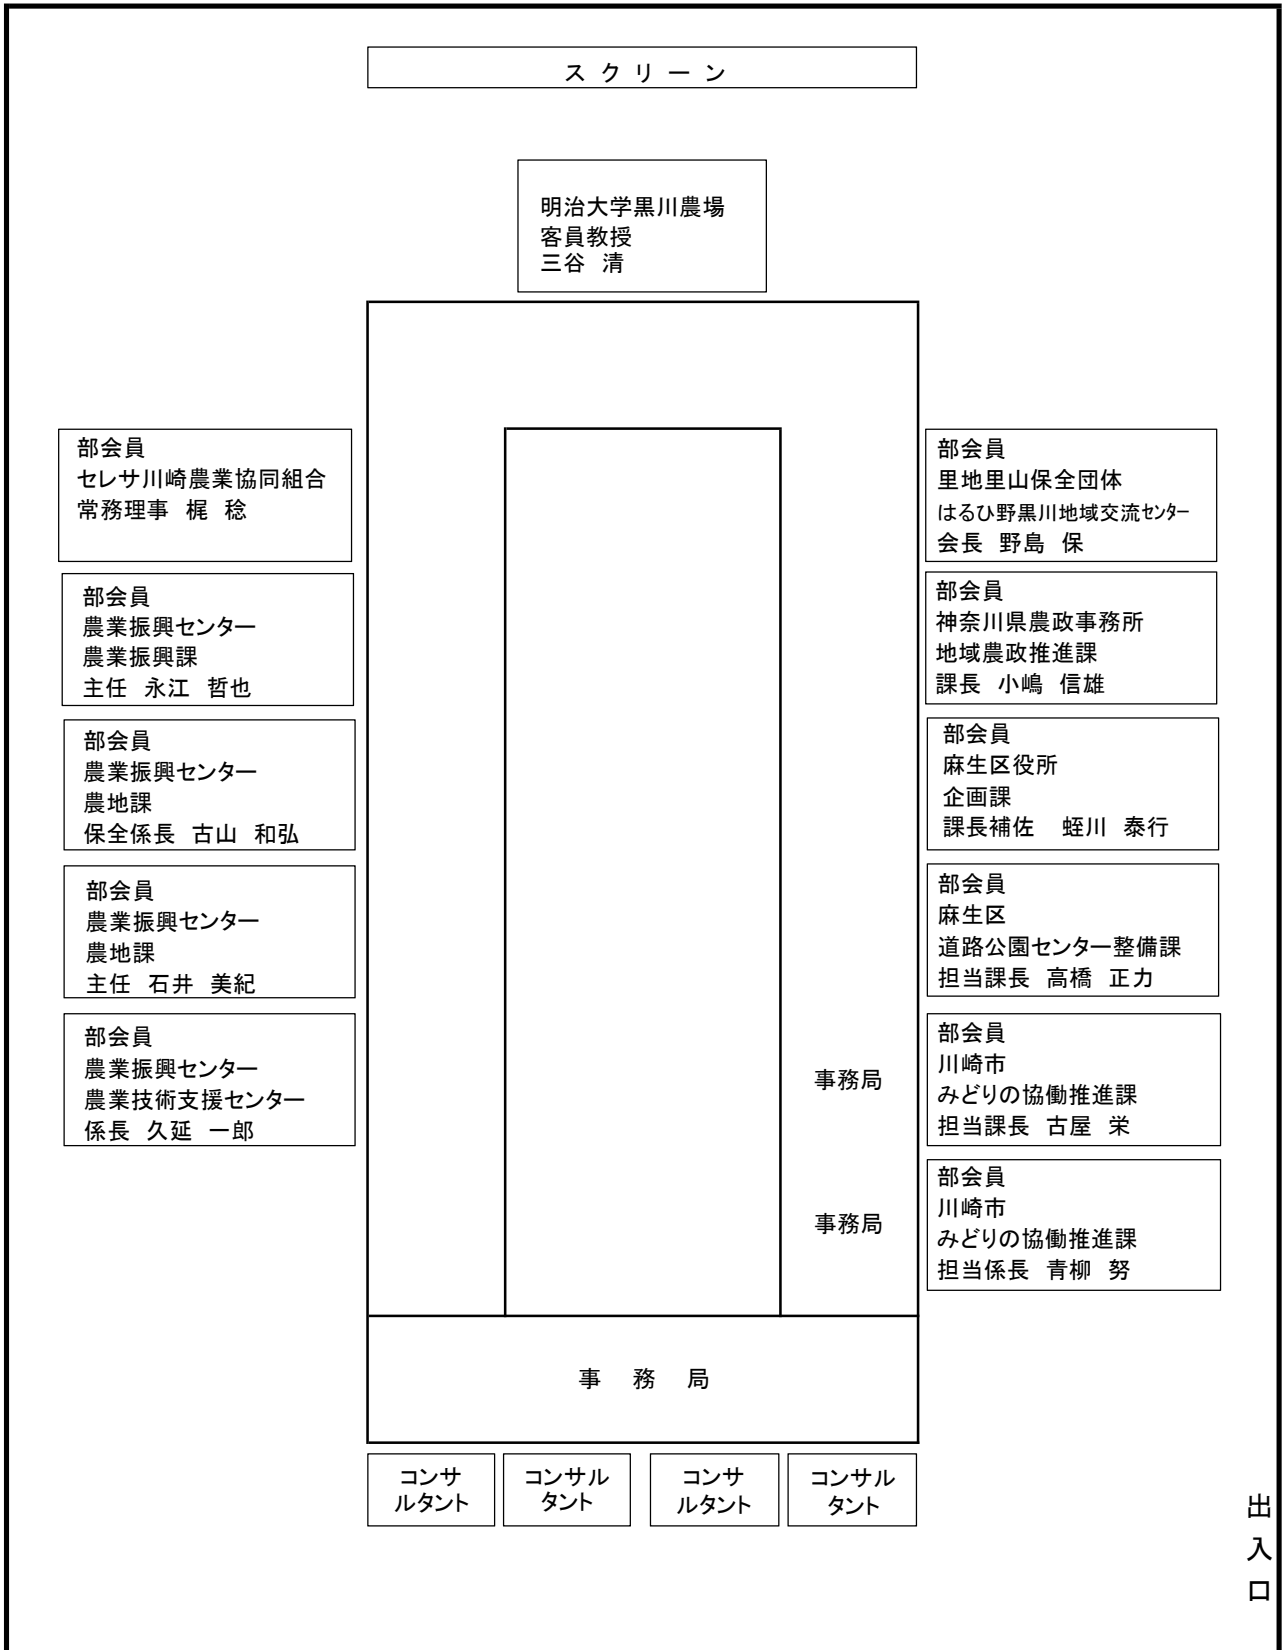 スクリーン
明治大学黒川農場
客員教授
三谷 清
部会員
セレサ川崎農業協同組合
常務理事 梶 稔
部会員
農業振興センター
農業振興課
主任 永江 哲也
部会員
農業振興センター
農地課
保全係長 古山 和弘
部会員
農業振興センター
農地課
主任 石井 美紀
部会員
農業振興センター
農業技術支援センター
係長 久延 一郎
部会員
里地里山保全団体
はるひ野黒川地域交流センター
会長 野島 保
部会員
神奈川県農政事務所
地域農政推進課
課長 小嶋 信雄
部会員
麻生区役所
企画課
課長補佐 蛭川 泰行
部会員
麻生区
道路公園センター整備課
担当課長 高橋 正力
部会員
川崎市
みどりの協働推進課
担当課長 古屋 栄
部会員
川崎市
みどりの協働推進課
担当係長 青柳 努
事務局
事務局
事 務 局
コンサ
ルタント
コンサル
タント
コンサ
ルタント
コンサル
タント
出入口